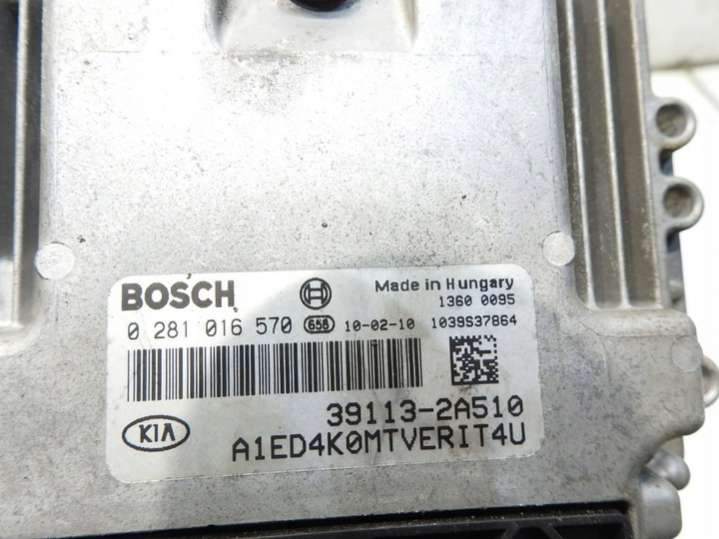 BOSCH
Made in Hungary
1360 0095
0 281 016 570 658 10-02-10 1039S37864
39113-2A510
KIA
A1ED4K0MTVERIT4U